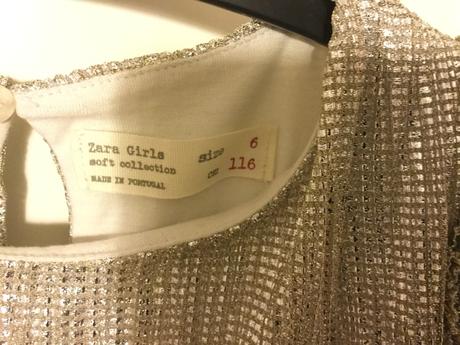 Zara Girls
soft collection
MADE IN PORTUGAL
size 6
cm: 116